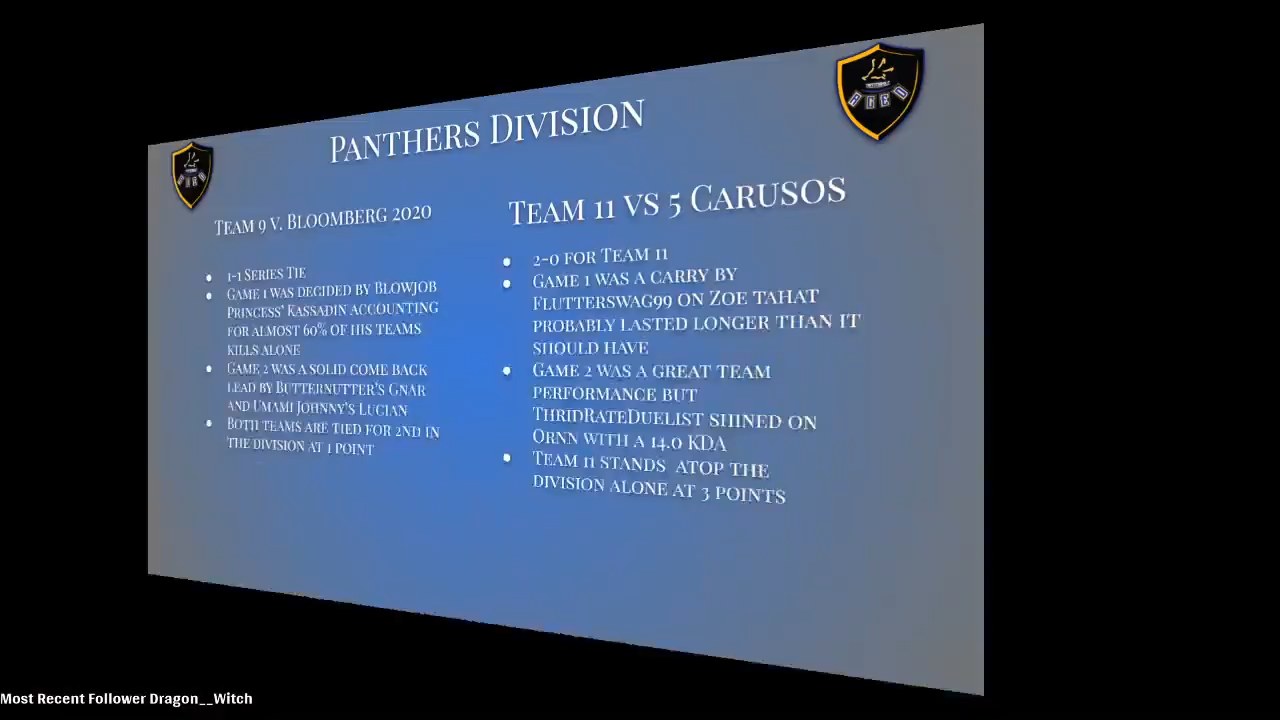 Panthers Division
Team 9 v. Bloomberg 2020
1-1 Series Tie
Game 1 was decided by Blowjob
Princess' Kassadin accounting
for almost 60% of his teams
kills alone
Game 2 was a solid come back
lead by Butternutter's Gnar
and Umami Johnny's Lucian
Both teams are tied for 2nd in
the division at 1 point
Team 11 vs 5 Carusos
2-0 for Team 11
Game 1 was a carry by
Flutterswag99 on Zoe tahat
probably lasted longer than it
should have
Game 2 was a great team
performance but
ThridRateDuelist shined on
Ornn with a 14.0 KDA
Team 11 stands atop the
division alone at 3 points
Most Recent Follower Dragon__Witch